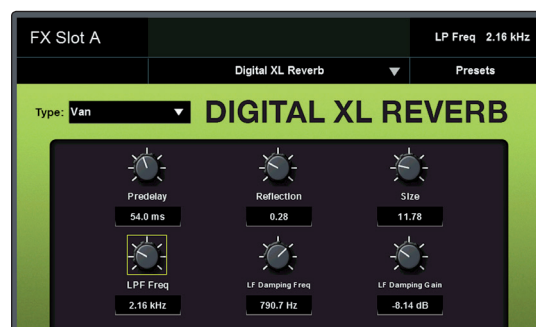 FX Slot A
LP Freq 2.16 kHz
Digital XL Reverb
Presets
Type: Van
DIGITAL XL REVERB
Predelay
Reflection
Size
54.0 ms
0.28
11.78
LPF Freq
LF Damping Freq
LF Damping Gain
2.16 kHz
790.7 Hz
-8.14 dB